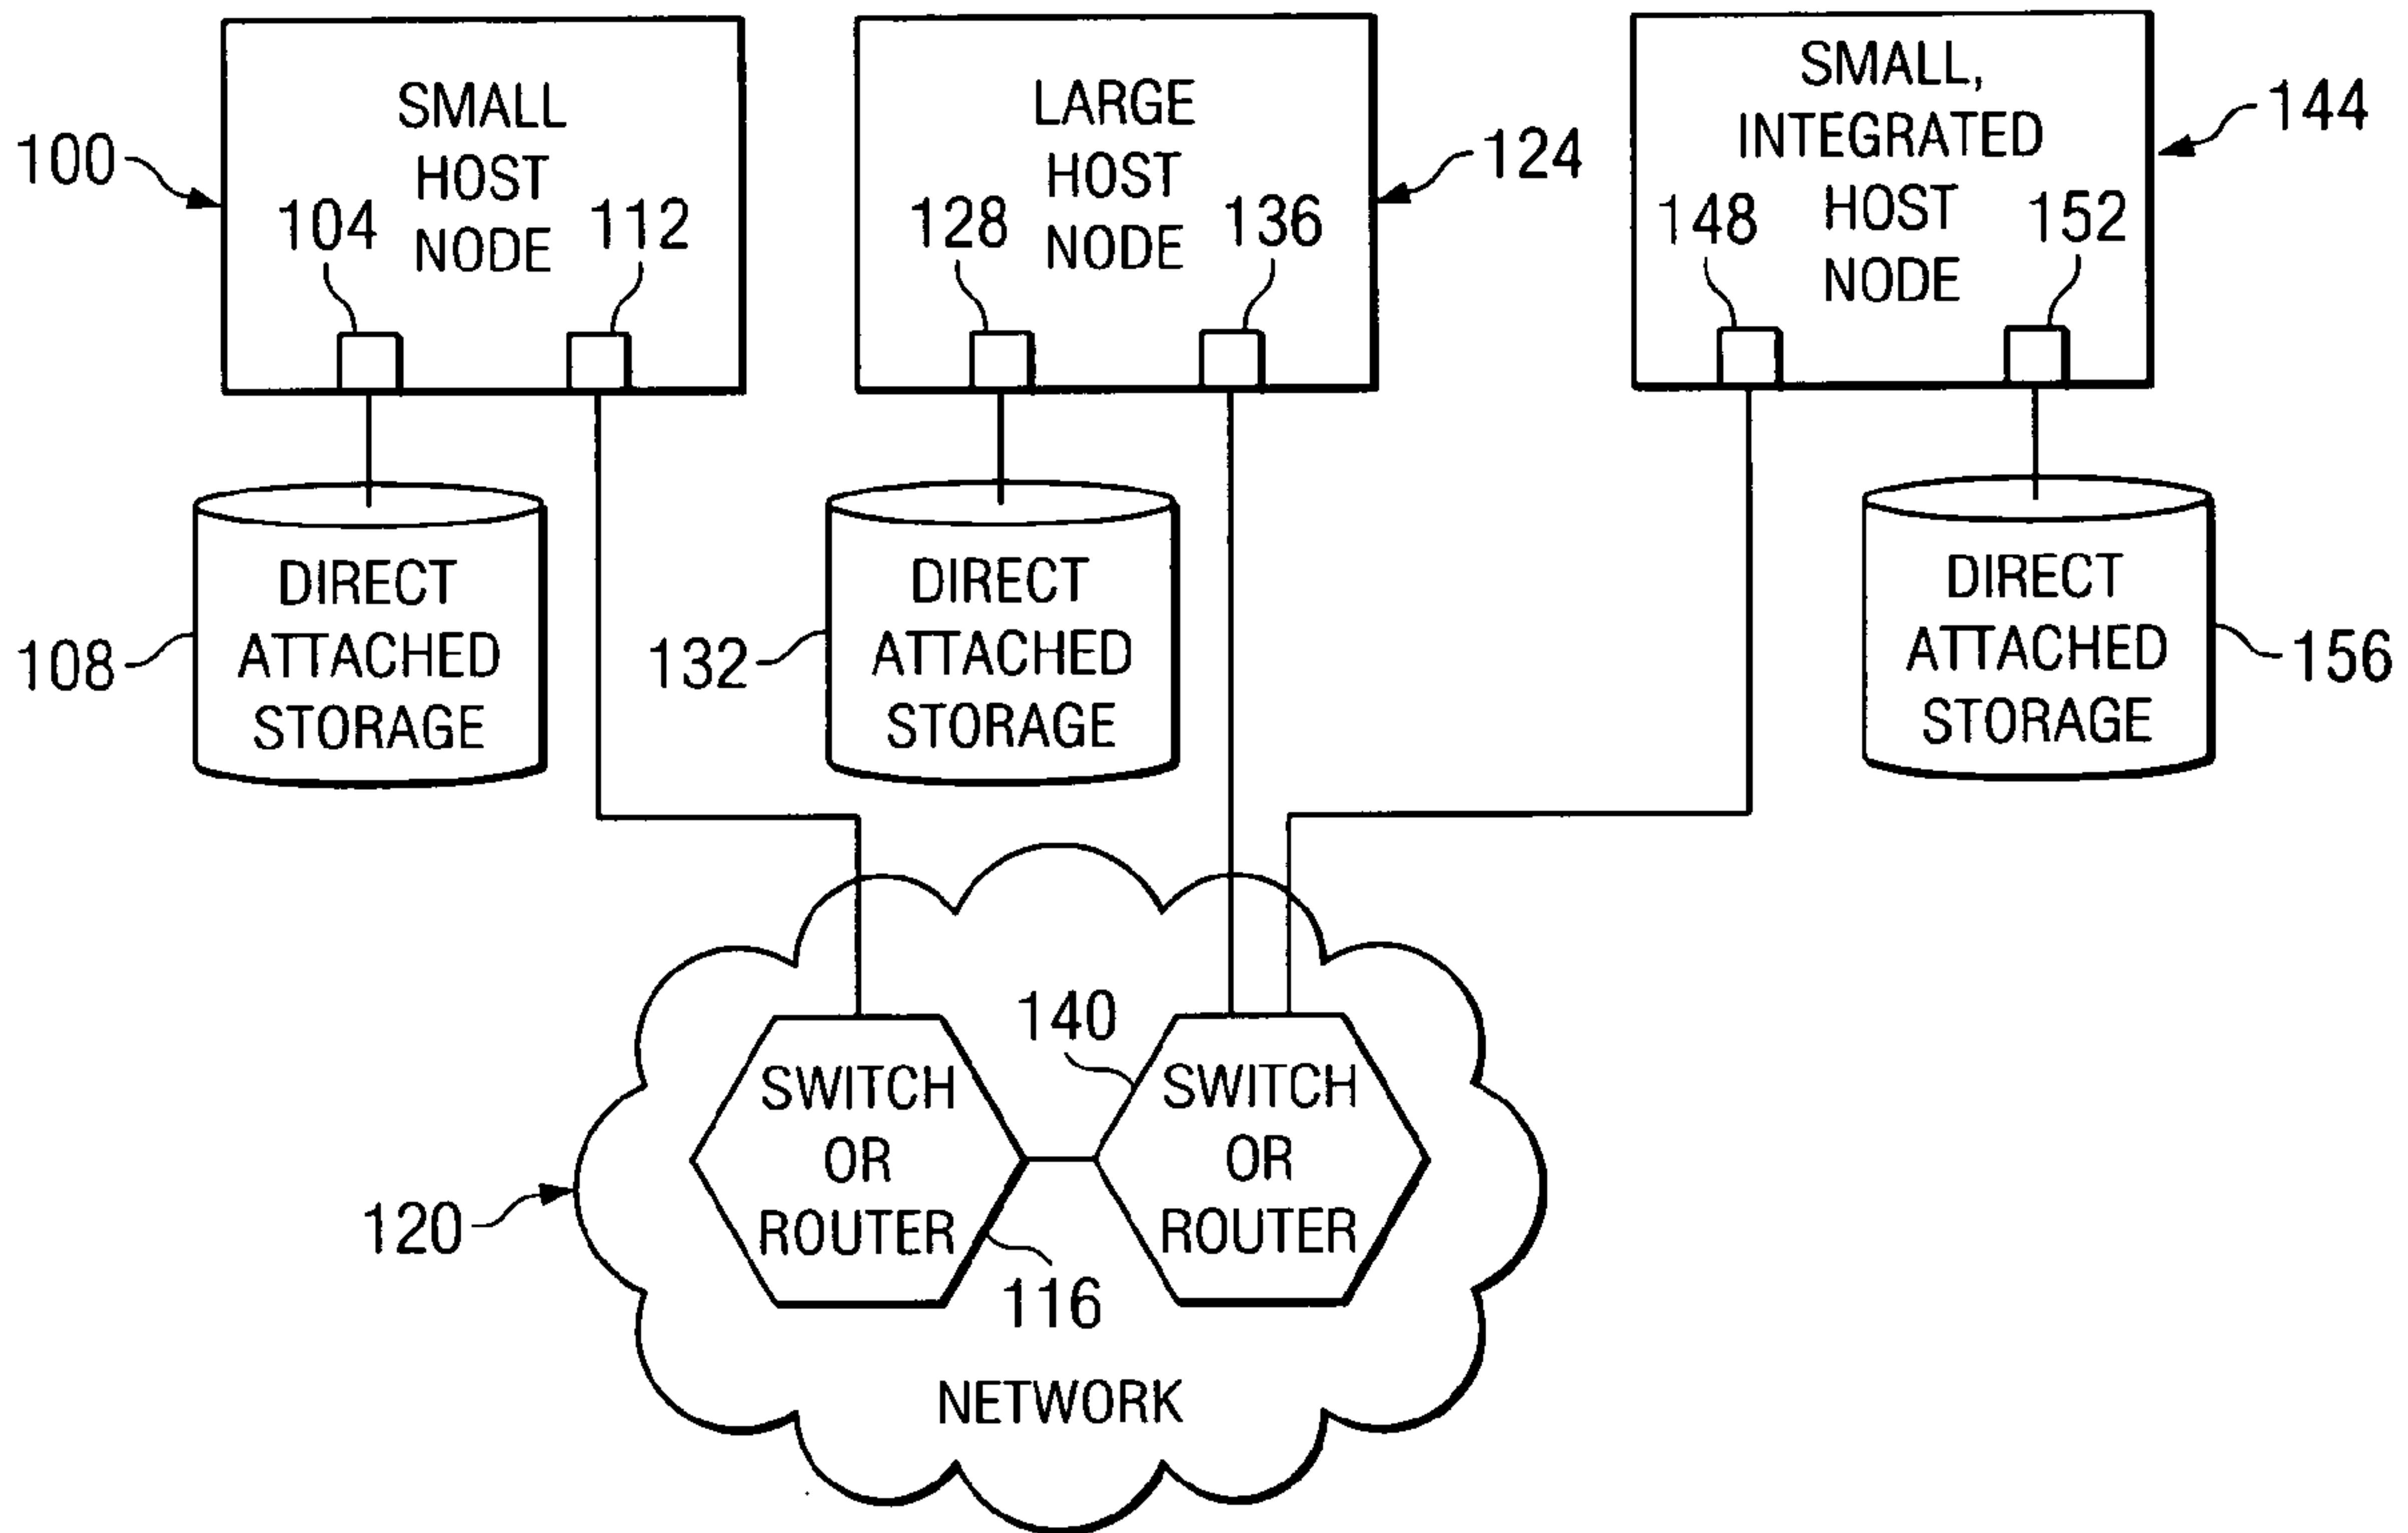 SMALL
HOST
NODE
100
104
112
LARGE
HOST
NODE
124
128
136
SMALL,
INTEGRATED
HOST
NODE
144
148
152
DIRECT
ATTACHED
STORAGE
108
DIRECT
ATTACHED
STORAGE
132
DIRECT
ATTACHED
STORAGE
156
140
SWITCH
OR
ROUTER
SWITCH
OR
ROUTER
120
116
NETWORK